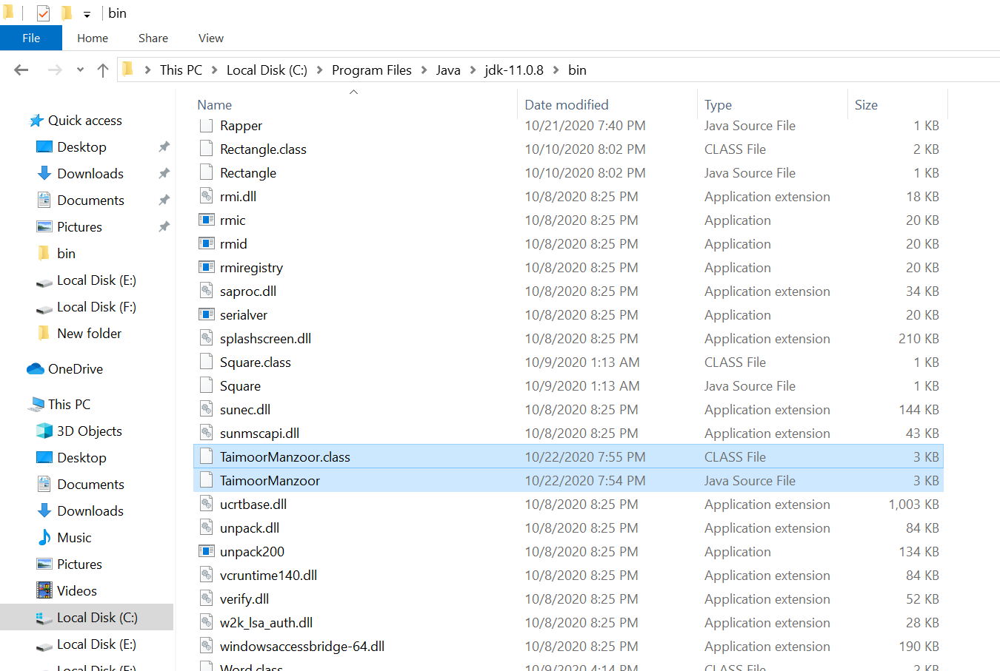 bin
File Home Share View
This PC Local Disk (C:) Program Files Java jdk-11.0.8 bin
Name Date modified Type Size
Quick access
Desktop
Downloads
Documents
Pictures
bin
Local Disk (E:)
Local Disk (F:)
New folder
OneDrive
This PC
3D Objects
Desktop
Documents
Downloads
Music
Pictures
Videos
Local Disk (C:)
Local Disk (E:)
Local Disk (F:)
Rapper 10/21/2020 7:40 PM Java Source File 1 KB
Rectangle.class 10/10/2020 8:02 PM CLASS File 2 KB
Rectangle 10/10/2020 8:02 PM Java Source File 1 KB
rmi.dll 10/8/2020 8:25 PM Application extension 18 KB
rmic 10/8/2020 8:25 PM Application 20 KB
rmid 10/8/2020 8:25 PM Application 20 KB
rmiregistry 10/8/2020 8:25 PM Application 20 KB
saproc.dll 10/8/2020 8:25 PM Application extension 34 KB
serialver 10/8/2020 8:25 PM Application 20 KB
splashscreen.dll 10/8/2020 8:25 PM Application extension 210 KB
Square.class 10/9/2020 1:13 AM CLASS File 1 KB
Square 10/9/2020 1:13 AM Java Source File 1 KB
sunec.dll 10/8/2020 8:25 PM Application extension 144 KB
sunmscapi.dll 10/8/2020 8:25 PM Application extension 43 KB
TaimoorManzoor.class 10/22/2020 7:55 PM CLASS File 3 KB
TaimoorManzoor 10/22/2020 7:54 PM Java Source File 3 KB
ucrtbase.dll 10/8/2020 8:25 PM Application extension 1,003 KB
unpack.dll 10/8/2020 8:25 PM Application extension 84 KB
unpack200 10/8/2020 8:25 PM Application 134 KB
vcruntime140.dll 10/8/2020 8:25 PM Application extension 84 KB
verify.dll 10/8/2020 8:25 PM Application extension 52 KB
w2k_lsa_auth.dll 10/8/2020 8:25 PM Application extension 28 KB
windowsaccessbridge-64.dll 10/8/2020 8:25 PM Application extension 190 KB
Word.class 10/9/2020 4:14 PM CLASS File 2 KB